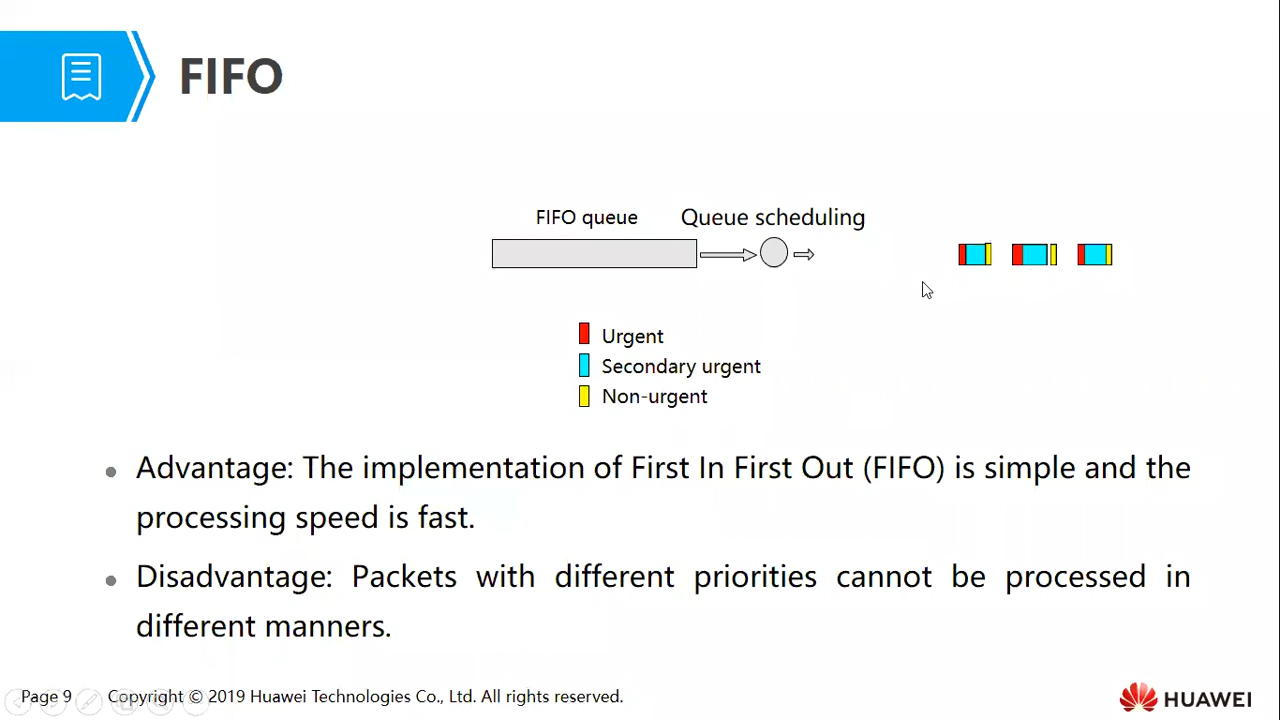 FIFO
FIFO queue
Queue scheduling
Urgent
Secondary urgent
Non-urgent
Advantage: The implementation of First In First Out (FIFO) is simple and the
processing speed is fast.
Disadvantage: Packets with different priorities cannot be processed in
different manners.
Page 9
Copyright © 2019 Huawei Technologies Co., Ltd. All rights reserved.
HUAWEI